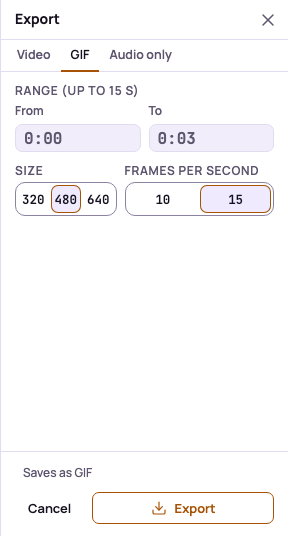 Export
Video GIF Audio only
RANGE (UP TO 15 S)
From To
0:00 0:03
SIZE FRAMES PER SECOND
320 480 640 10 15
Saves as GIF
Cancel Export